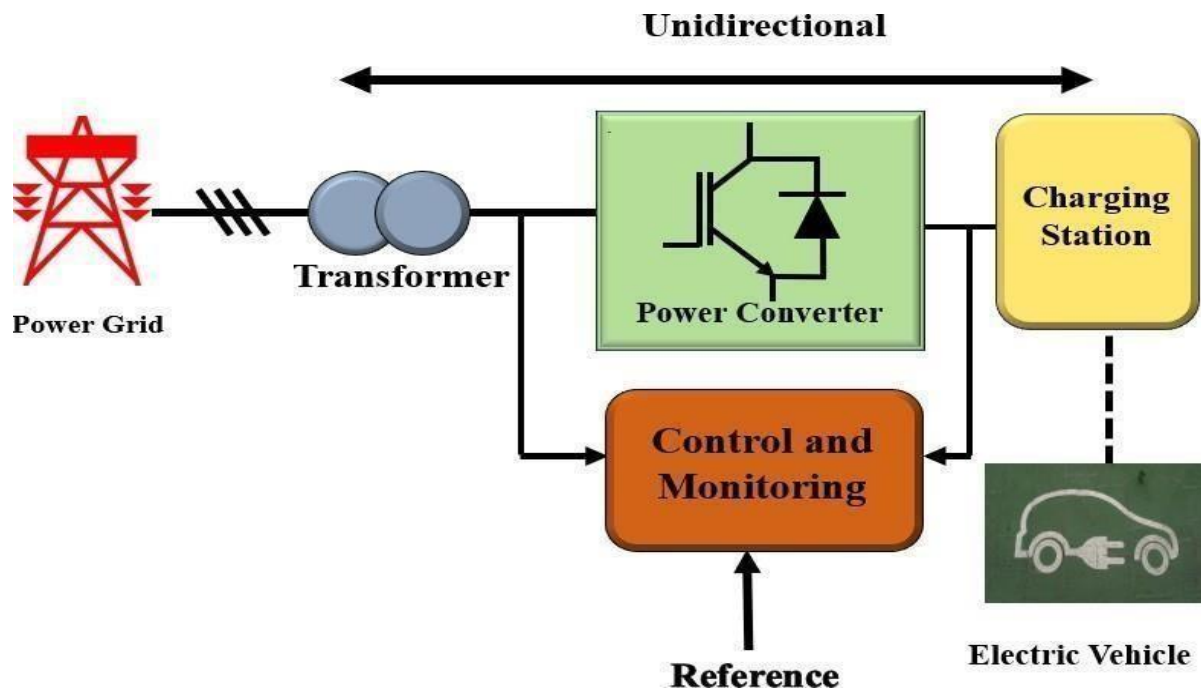 Unidirectional
Power Grid
Transformer
Power Converter
Charging
Station
Control and
Monitoring
Reference
Electric Vehicle